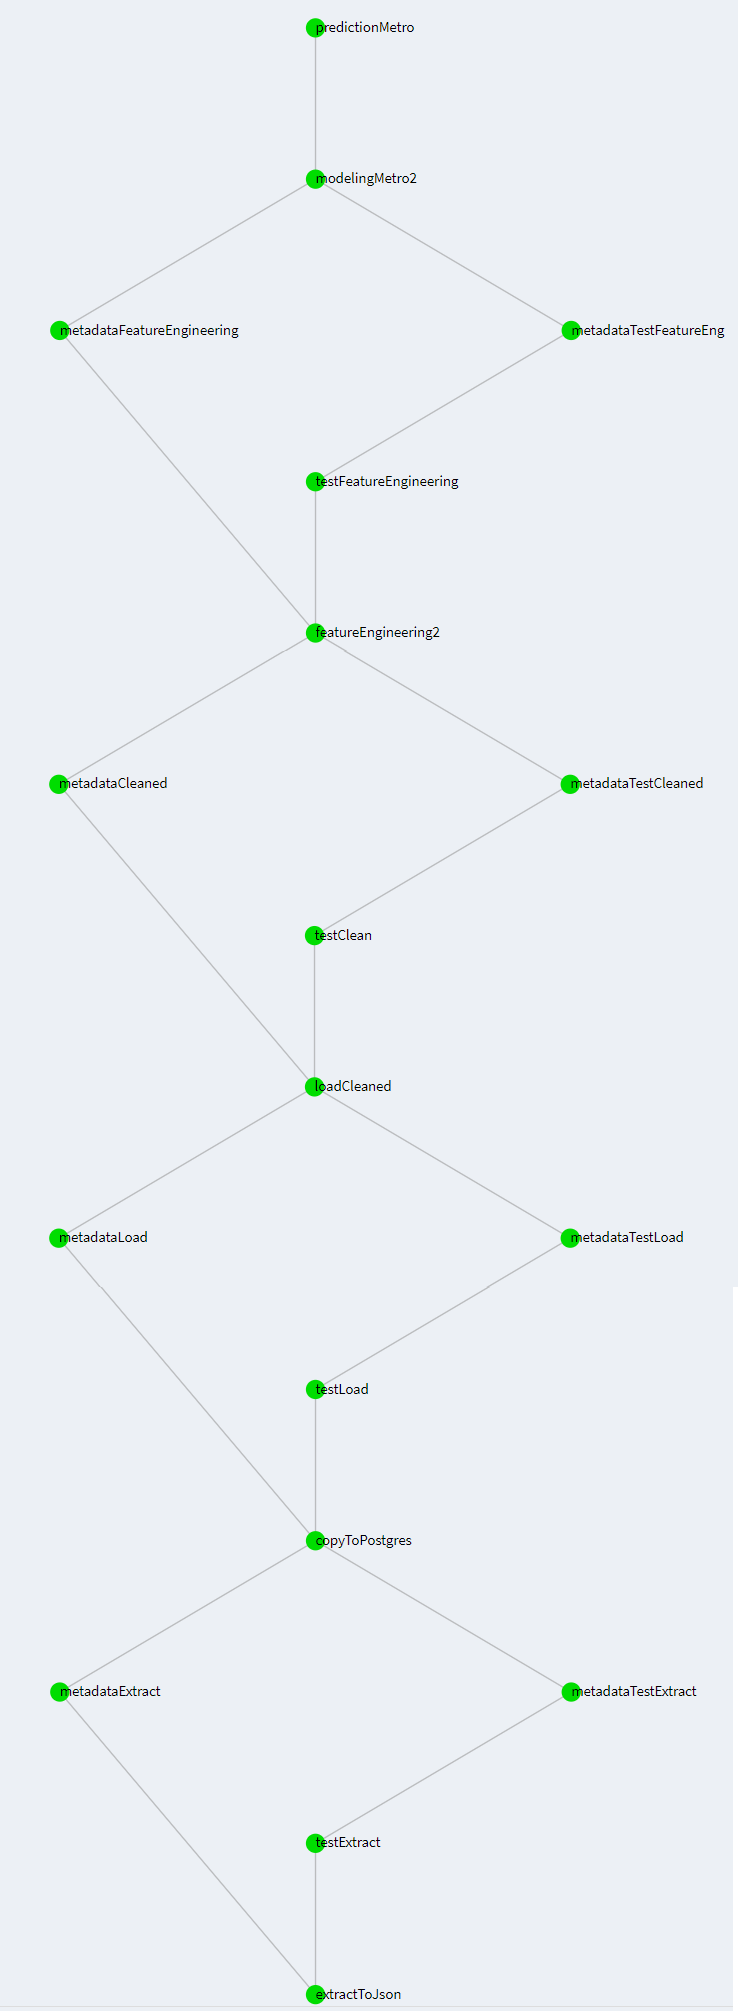 predictionMetro
modelingMetro2
metadataFeatureEngineering
metadataTestFeatureEng
testFeatureEngineering
featureEngineering2
metadataCleaned
metadataTestCleaned
testClean
loadCleaned
metadataLoad
metadataTestLoad
testLoad
copyToPostgres
metadataExtract
metadataTestExtract
testExtract
extractToJson